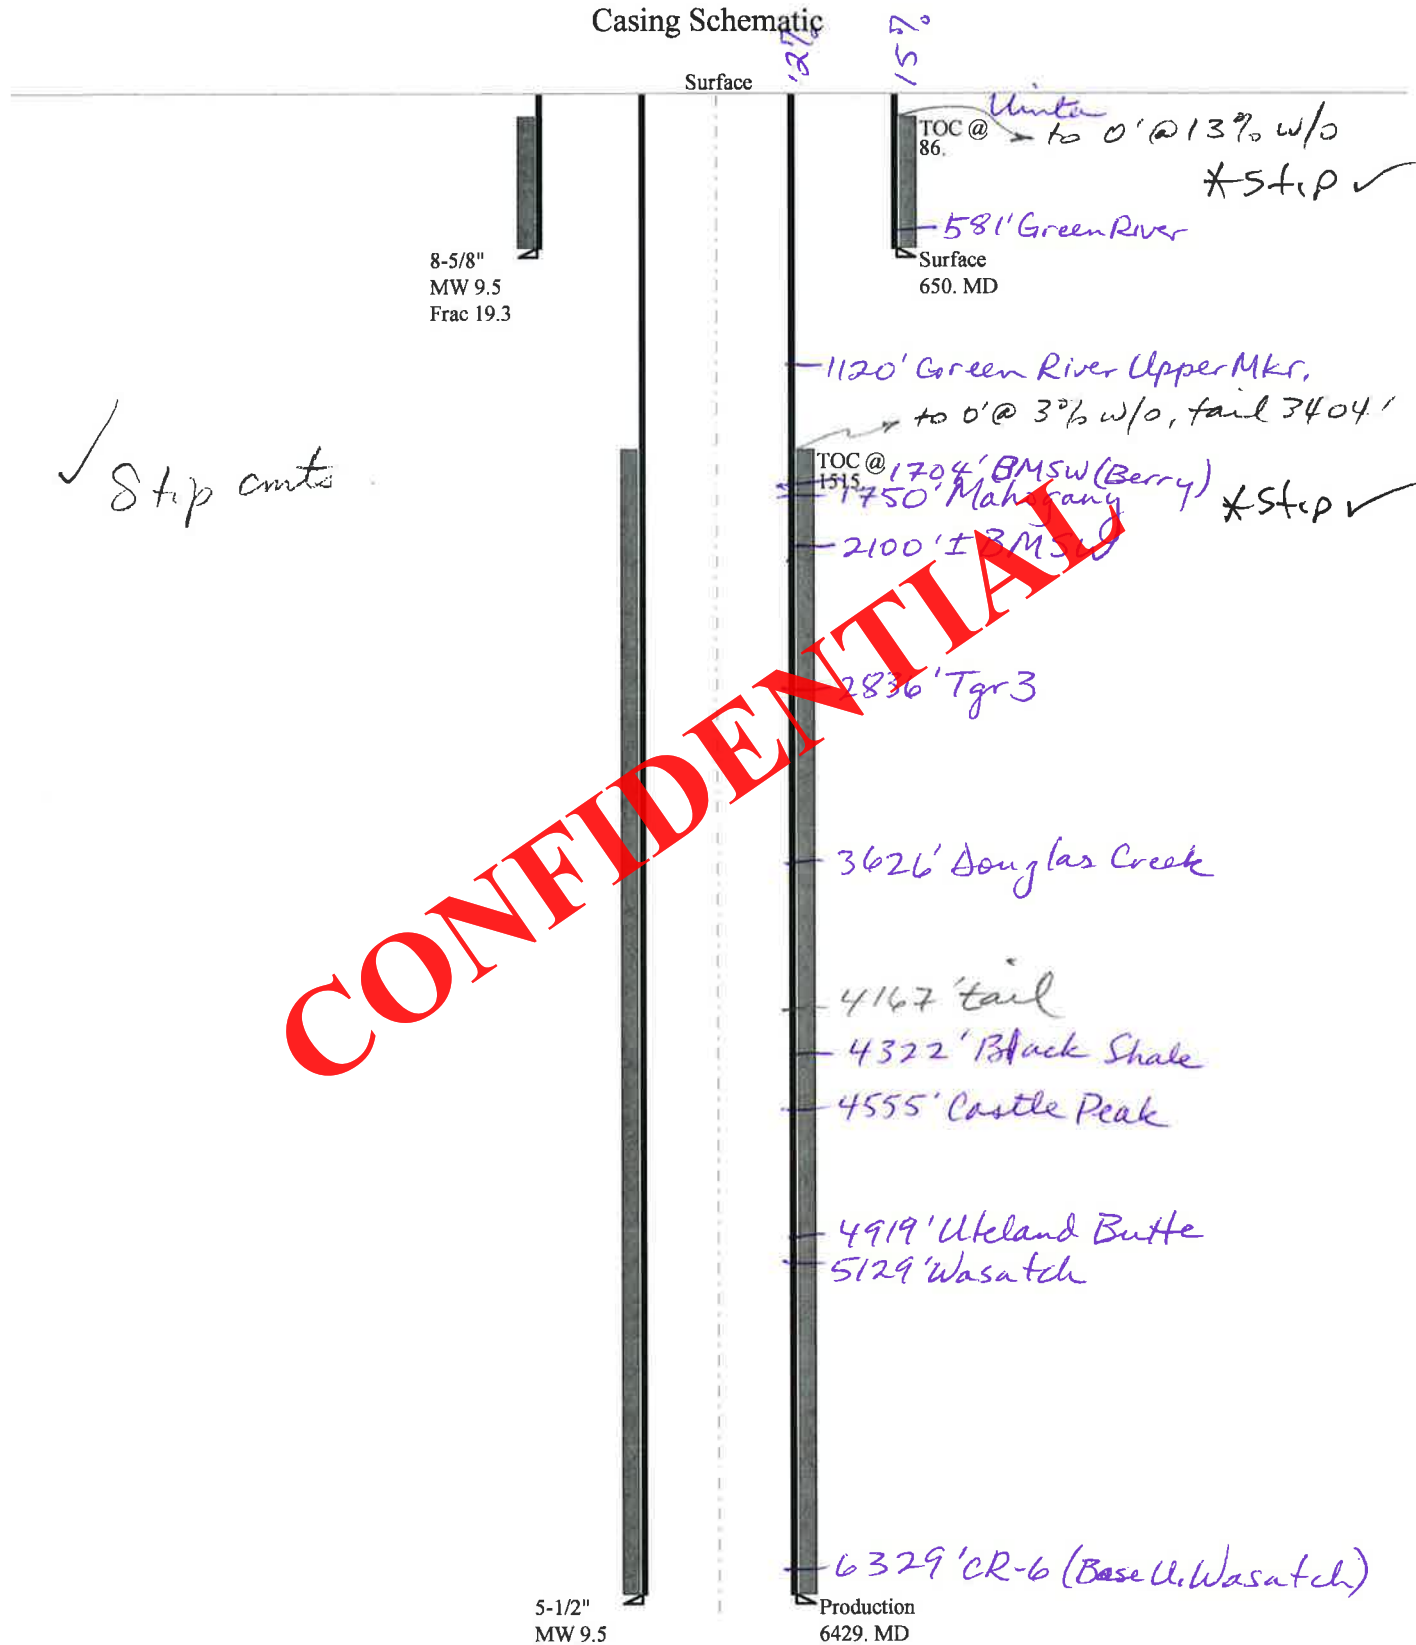 Casing Schematic
12%
15%
Surface
Uinta
TOC @
86.
to 0' @ 13% w/o
*Stip ✓
581' Green River
8-5/8"
MW 9.5
Frac 19.3
Surface
650. MD
1120' Green River Upper Mkr.
to 0' @ 3% w/o, tail 3404'
✓ Stip cmts
TOC @
1515.
1704' BMSW (Berry)
1750' Mahogany
*Stip ✓
2100' ± BMSW
CONFIDENTIAL
2836' Tgr3
3626' Douglas Creek
4167' tail
4322' Black Shale
4555' Castle Peak
4919' Uteland Butte
5129' Wasatch
6329' CR-6 (Base U. Wasatch)
5-1/2"
MW 9.5
Production
6429. MD